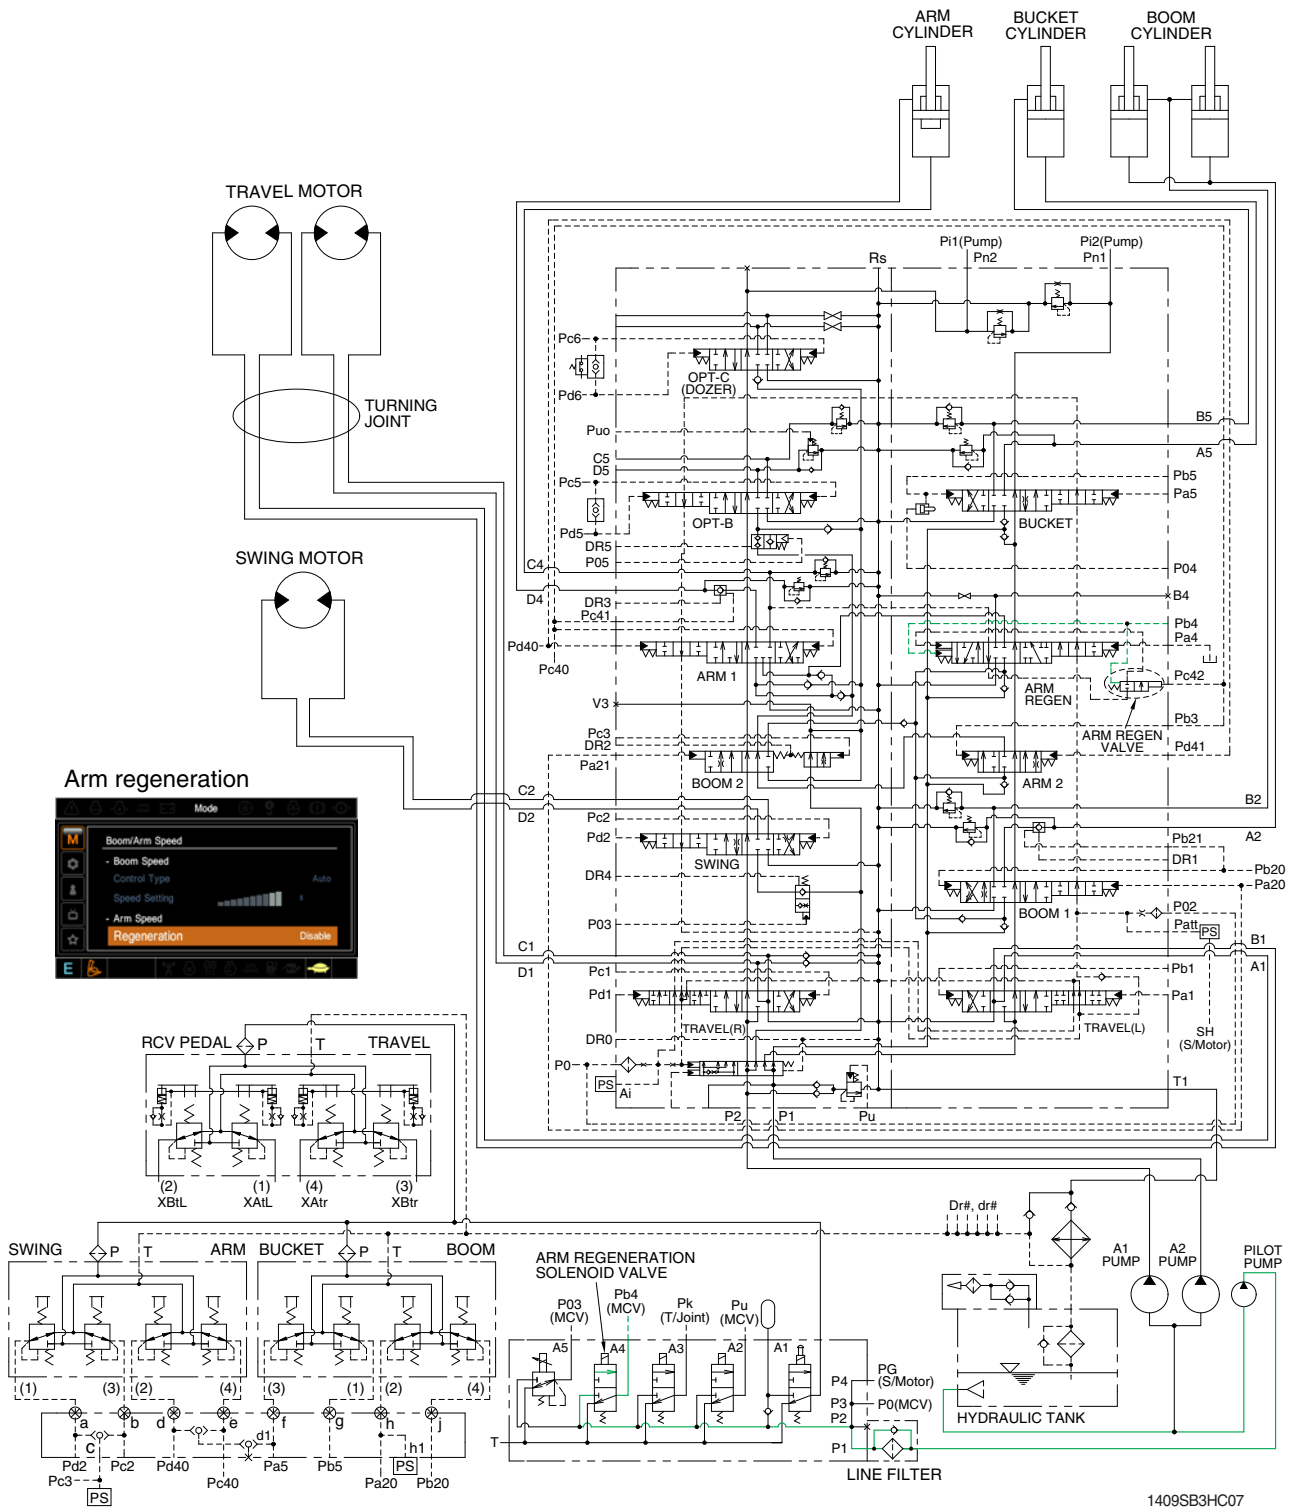 ARM
CYLINDER
BUCKET
CYLINDER
BOOM
CYLINDER
TRAVEL MOTOR
TURNING
JOINT
SWING MOTOR
Pi1(Pump)
Pn2
Pi2(Pump)
Pn1
Rs
Pc6
Pd6
OPT-C
(DOZER)
Puo
C5
D5
Pc5
Pd5
OPT-B
DR5
P05
C4
D4
DR3
Pc41
Pd40
Pc40
ARM 1
V3
Pc3
DR2
Pa21
BOOM 2
C2
D2
Pc2
Pd2
SWING
DR4
P03
C1
D1
Pc1
Pd1
TRAVEL(R)
DR0
P0
PS
Ai
P2
P1
Pu
B5
A5
Pb5
Pa5
BUCKET
P04
B4
Pb4
Pa4
Pc42
ARM
REGEN
ARM REGEN
VALVE
Pb3
Pd41
ARM 2
B2
A2
Pb21
DR1
Pb20
Pa20
BOOM 1
P02
Patt
PS
B1
A1
Pb1
Pa1
TRAVEL(L)
SH
(S/Motor)
T1
Arm regeneration
Mode
M
Boom/Arm Speed
- Boom Speed
Control Type
Auto
Speed Setting
- Arm Speed
Regeneration
Disable
E
RCV PEDAL
P
T
TRAVEL
(2)
XBtL
(1)
XAtL
(4)
XAtr
(3)
XBtr
SWING
P
T
ARM
BUCKET
P
T
BOOM
(1)
(3)
(2)
(4)
(3)
(1)
(2)
(4)
a
b
d
e
f
g
h
j
c
d1
h1
Pd2
Pc2
Pd40
Pa5
Pb5
PS
Pc3
Pc40
Pa20
Pb20
PS
ARM REGENERATION
SOLENOID VALVE
P03
(MCV)
Pb4
(MCV)
Pk
(T/Joint)
Pu
(MCV)
A5
A4
A3
A2
A1
T
P4
P3
P2
P1
PG
(S/Motor)
P0(MCV)
LINE FILTER
Dr#, dr#
A1
PUMP
A2
PUMP
PILOT
PUMP
HYDRAULIC TANK
1409SB3HC07